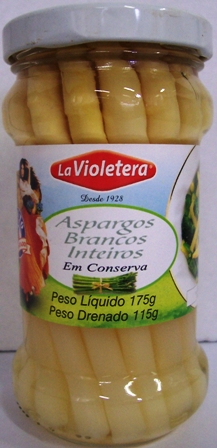 La Violetera
Desde 1928
Aspargos
Brancos
Inteiros
Em Conserva
Peso Líquido 175g
Peso Drenado 115g